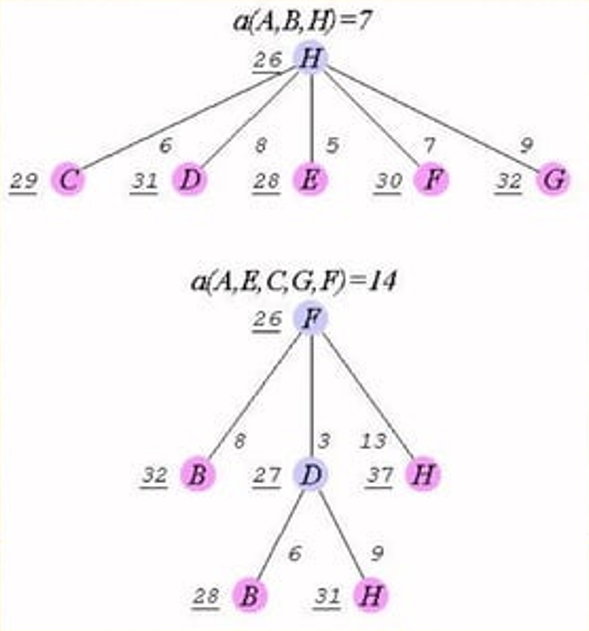 a(A,B,H)=7
26 H
6 8 5 7 9
29 C 31 D 28 E 30 F 32 G
a(A,E,C,G,F)=14
26 F
8 3 13
32 B 27 D 37 H
6 9
28 B 31 H